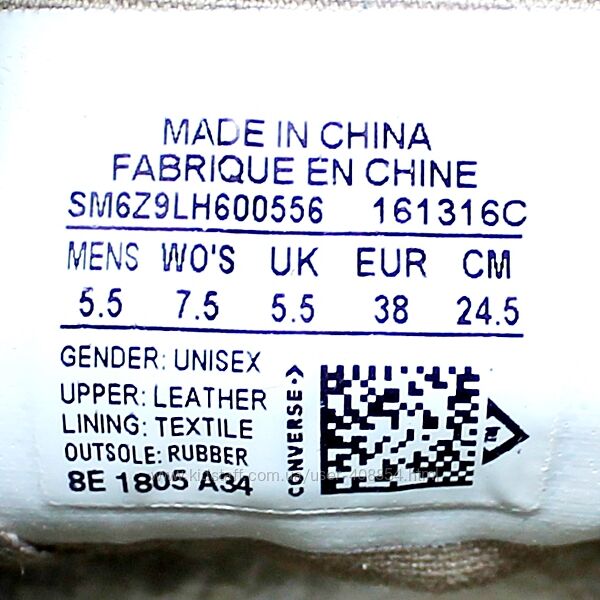 MADE IN CHINA
FABRIQUE EN CHINE
SM6Z9LH600556 161316C
MENS WO'S UK EUR CM
5.5 7.5 5.5 38 24.5
GENDER: UNISEX
UPPER: LEATHER
LINING: TEXTILE
OUTSOLE: RUBBER
8E 1805 A34
CONVERSE